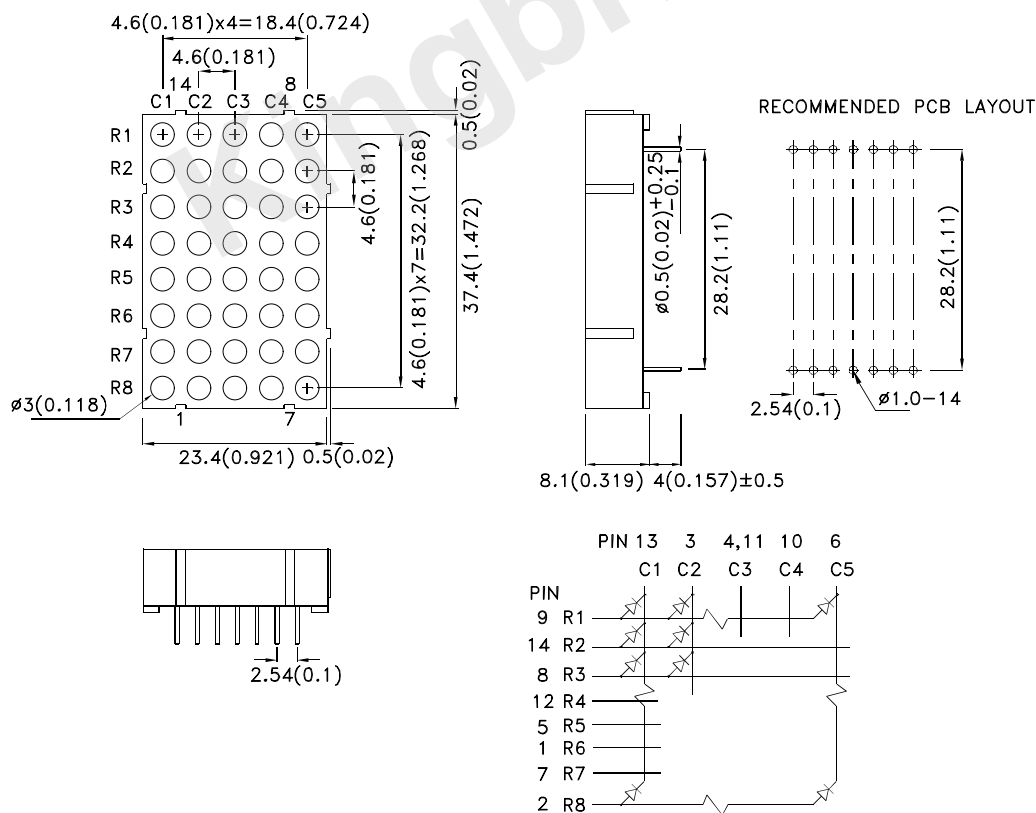 4.6(0.181)x4=18.4(0.724)
4.6(0.181)
14 8
C1 C2 C3 C4 C5
R1
R2
R3
R4
R5
R6
R7
R8
0.5(0.02)
4.6(0.181)
4.6(0.181)x7=32.2(1.268)
37.4(1.472)
ø3(0.118)
1 7
23.4(0.921) 0.5(0.02)
ø0.5(0.02)+0.25
-0.1
28.2(1.11)
8.1(0.319) 4(0.157)±0.5
RECOMMENDED PCB LAYOUT
28.2(1.11)
2.54(0.1)
ø1.0-14
2.54(0.1)
PIN 13 3 4,11 10 6
C1 C2 C3 C4 C5
PIN
9 R1
14 R2
8 R3
12 R4
5 R5
1 R6
7 R7
2 R8